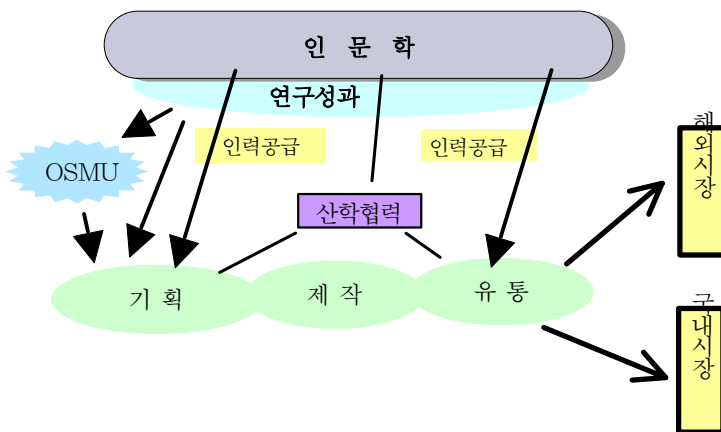 인 문 학
연구성과
인력공급
인력공급
OSMU
산학협력
기 획
제 작
유 통
해외시장
국내시장